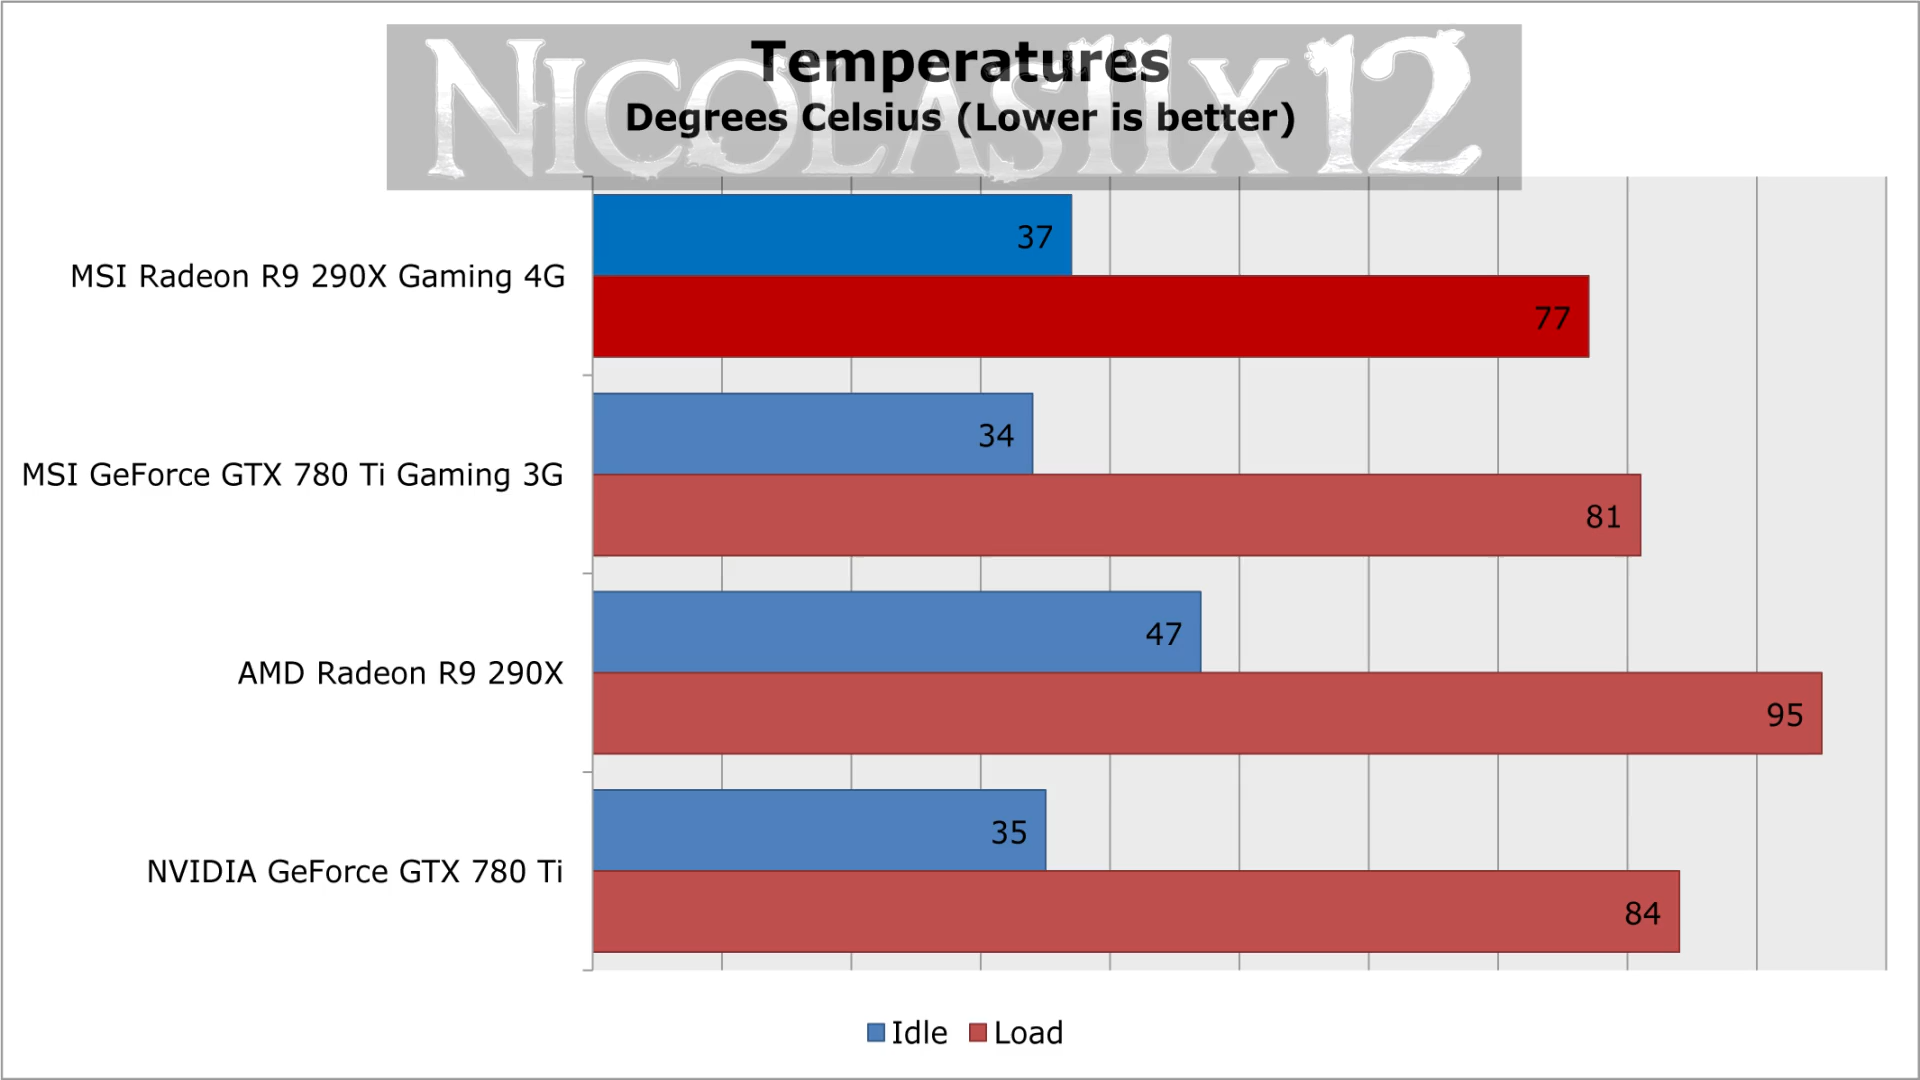 NICOLAS11X12
Temperatures
Degrees Celsius (Lower is better)
MSI Radeon R9 290X Gaming 4G
37
77
MSI GeForce GTX 780 Ti Gaming 3G
34
81
AMD Radeon R9 290X
47
95
NVIDIA GeForce GTX 780 Ti
35
84
Idle Load